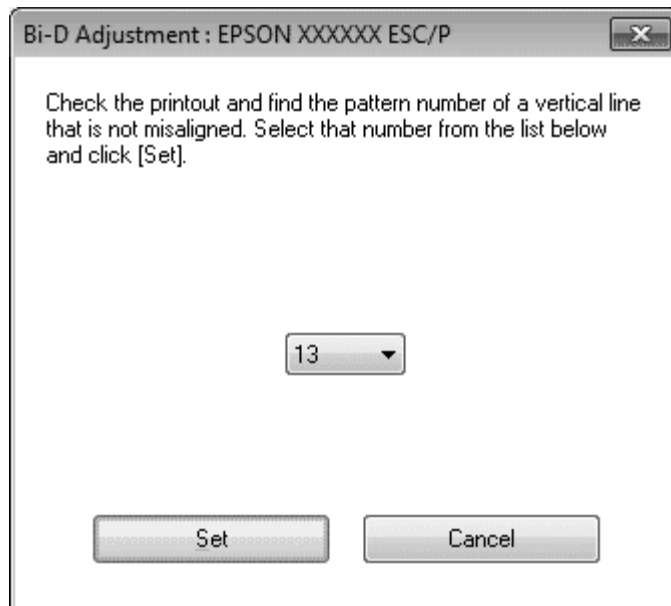 Bi-D Adjustment : EPSON XXXXXX ESC/P
Check the printout and find the pattern number of a vertical line
that is not misaligned. Select that number from the list below
and click [Set].
13
Set
Cancel